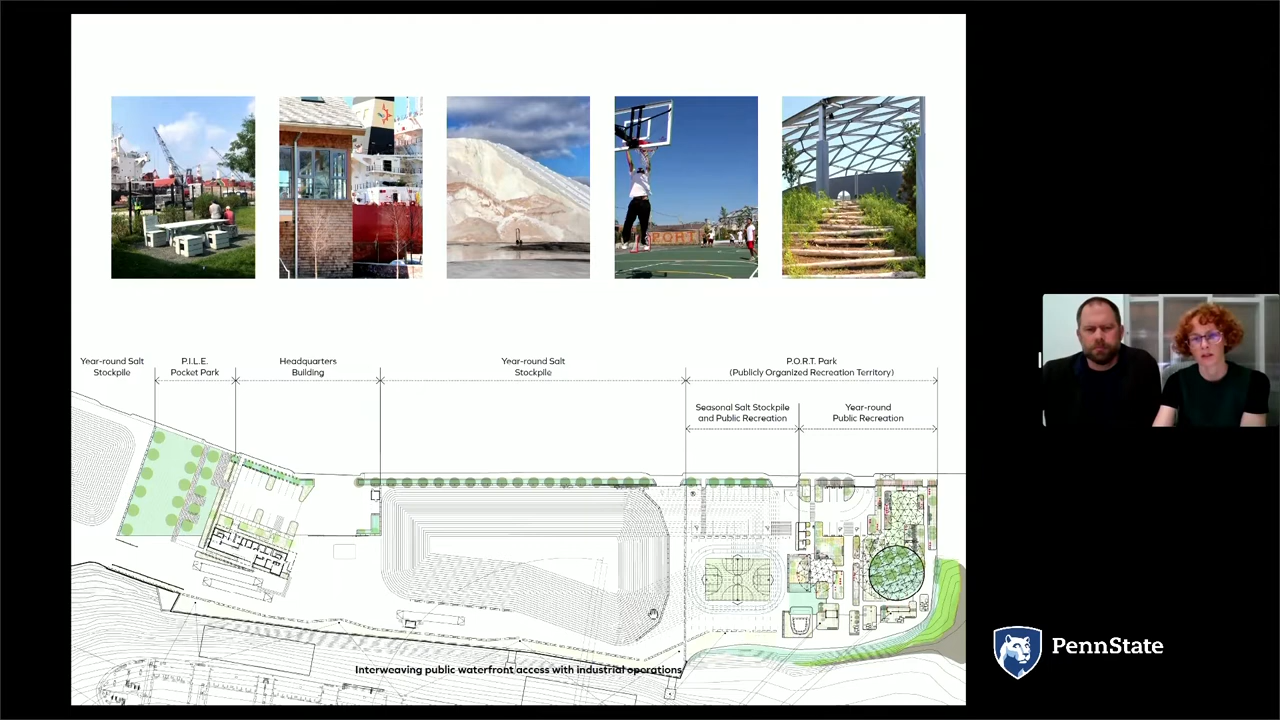 PORT
Year-round Salt
Stockpile
P.I.L.E.
Pocket Park
Headquarters
Building
Year-round Salt
Stockpile
P.O.R.T. Park
(Publicly Organized Recreation Territory)
Seasonal Salt Stockpile
and Public Recreation
Year-round
Public Recreation
Interweaving public waterfront access with industrial operations
PennState